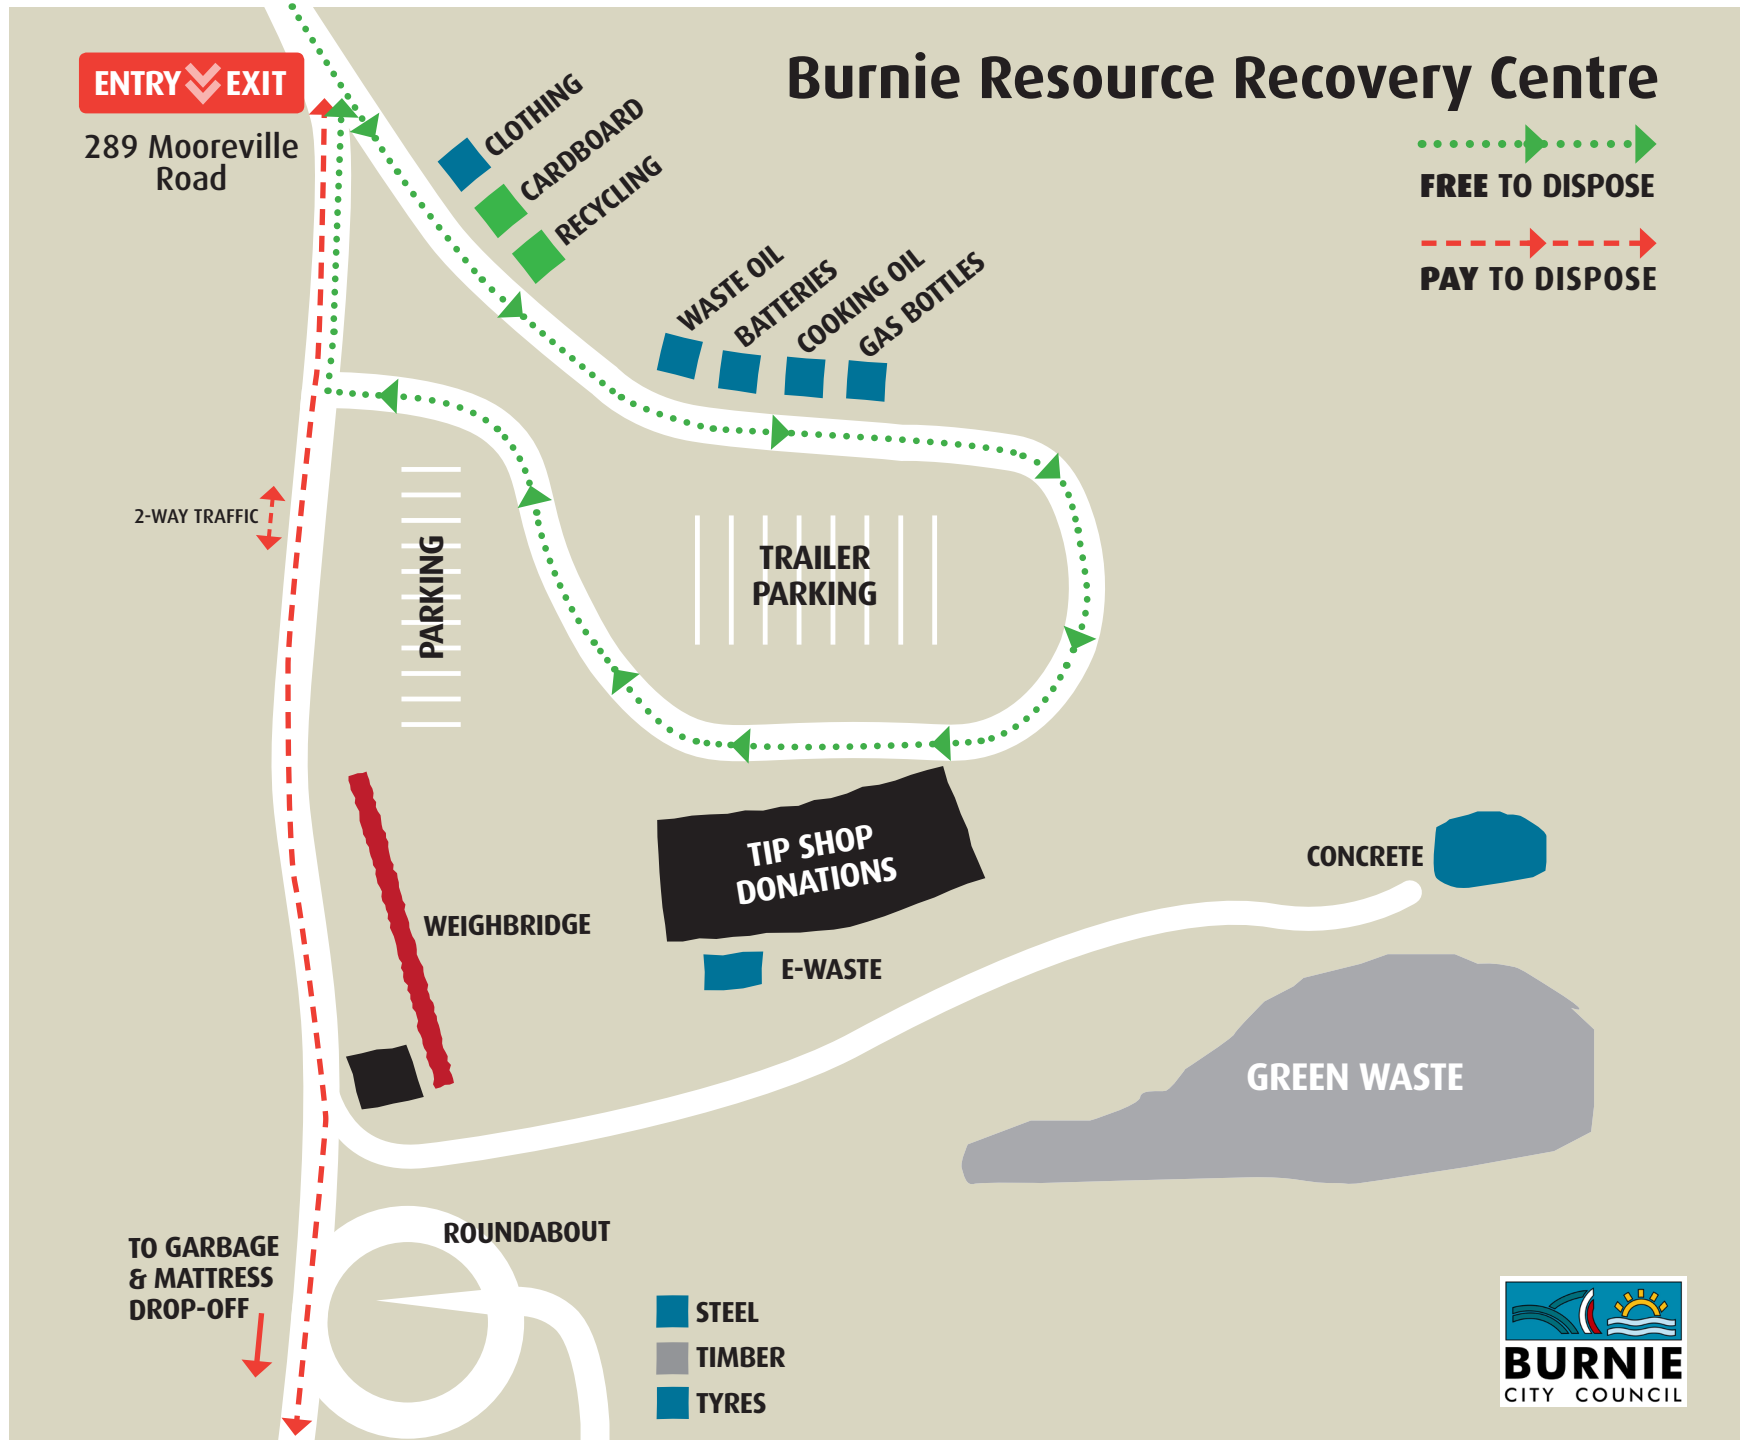 Burnie Resource Recovery Centre
ENTRY EXIT
289 Mooreville
Road
FREE TO DISPOSE
PAY TO DISPOSE
CLOTHING
CARDBOARD
RECYCLING
WASTE OIL
BATTERIES
COOKING OIL
GAS BOTTLES
2-WAY TRAFFIC
PARKING
TRAILER
PARKING
TIP SHOP
DONATIONS
CONCRETE
WEIGHBRIDGE
E-WASTE
GREEN WASTE
ROUNDABOUT
TO GARBAGE
& MATTRESS
DROP-OFF
STEEL
TIMBER
TYRES
BURNIE
CITY COUNCIL